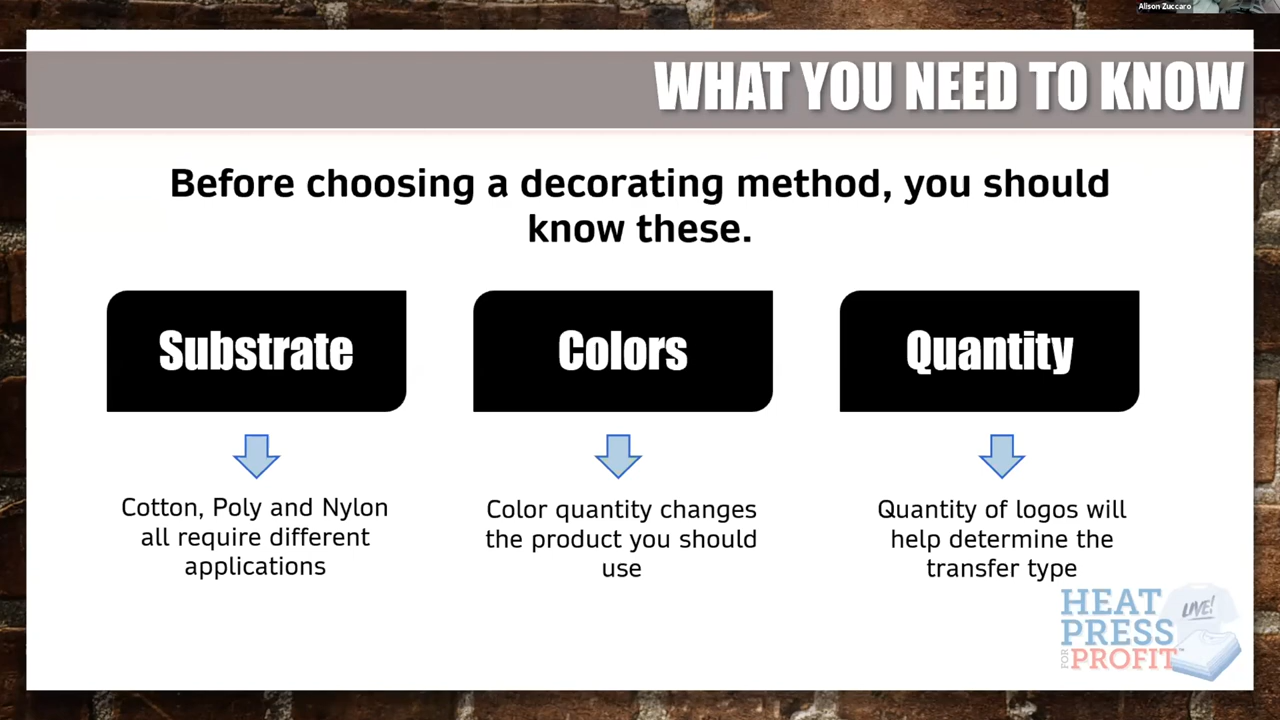 Alison Zuccaro
WHAT YOU NEED TO KNOW
Before choosing a decorating method, you should
know these.
Substrate
Colors
Quantity
Cotton, Poly and Nylon
all require different
applications
Color quantity changes
the product you should
use
Quantity of logos will
help determine the
transfer type
HEAT
PRESS
FOR PROFIT™
LIVE!